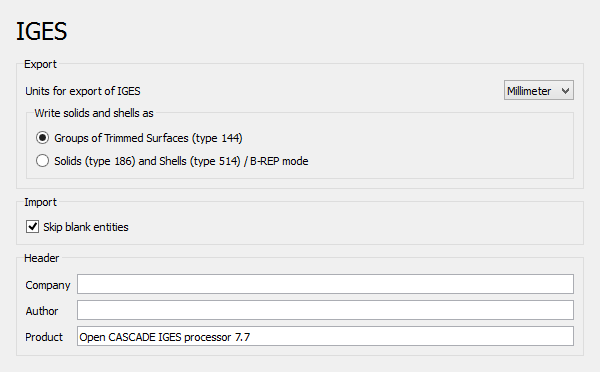 IGES
Export
Units for export of IGES Millimeter
Write solids and shells as
Groups of Trimmed Surfaces (type 144)
Solids (type 186) and Shells (type 514) / B-REP mode
Import
Skip blank entities
Header
Company
Author
Product Open CASCADE IGES processor 7.7